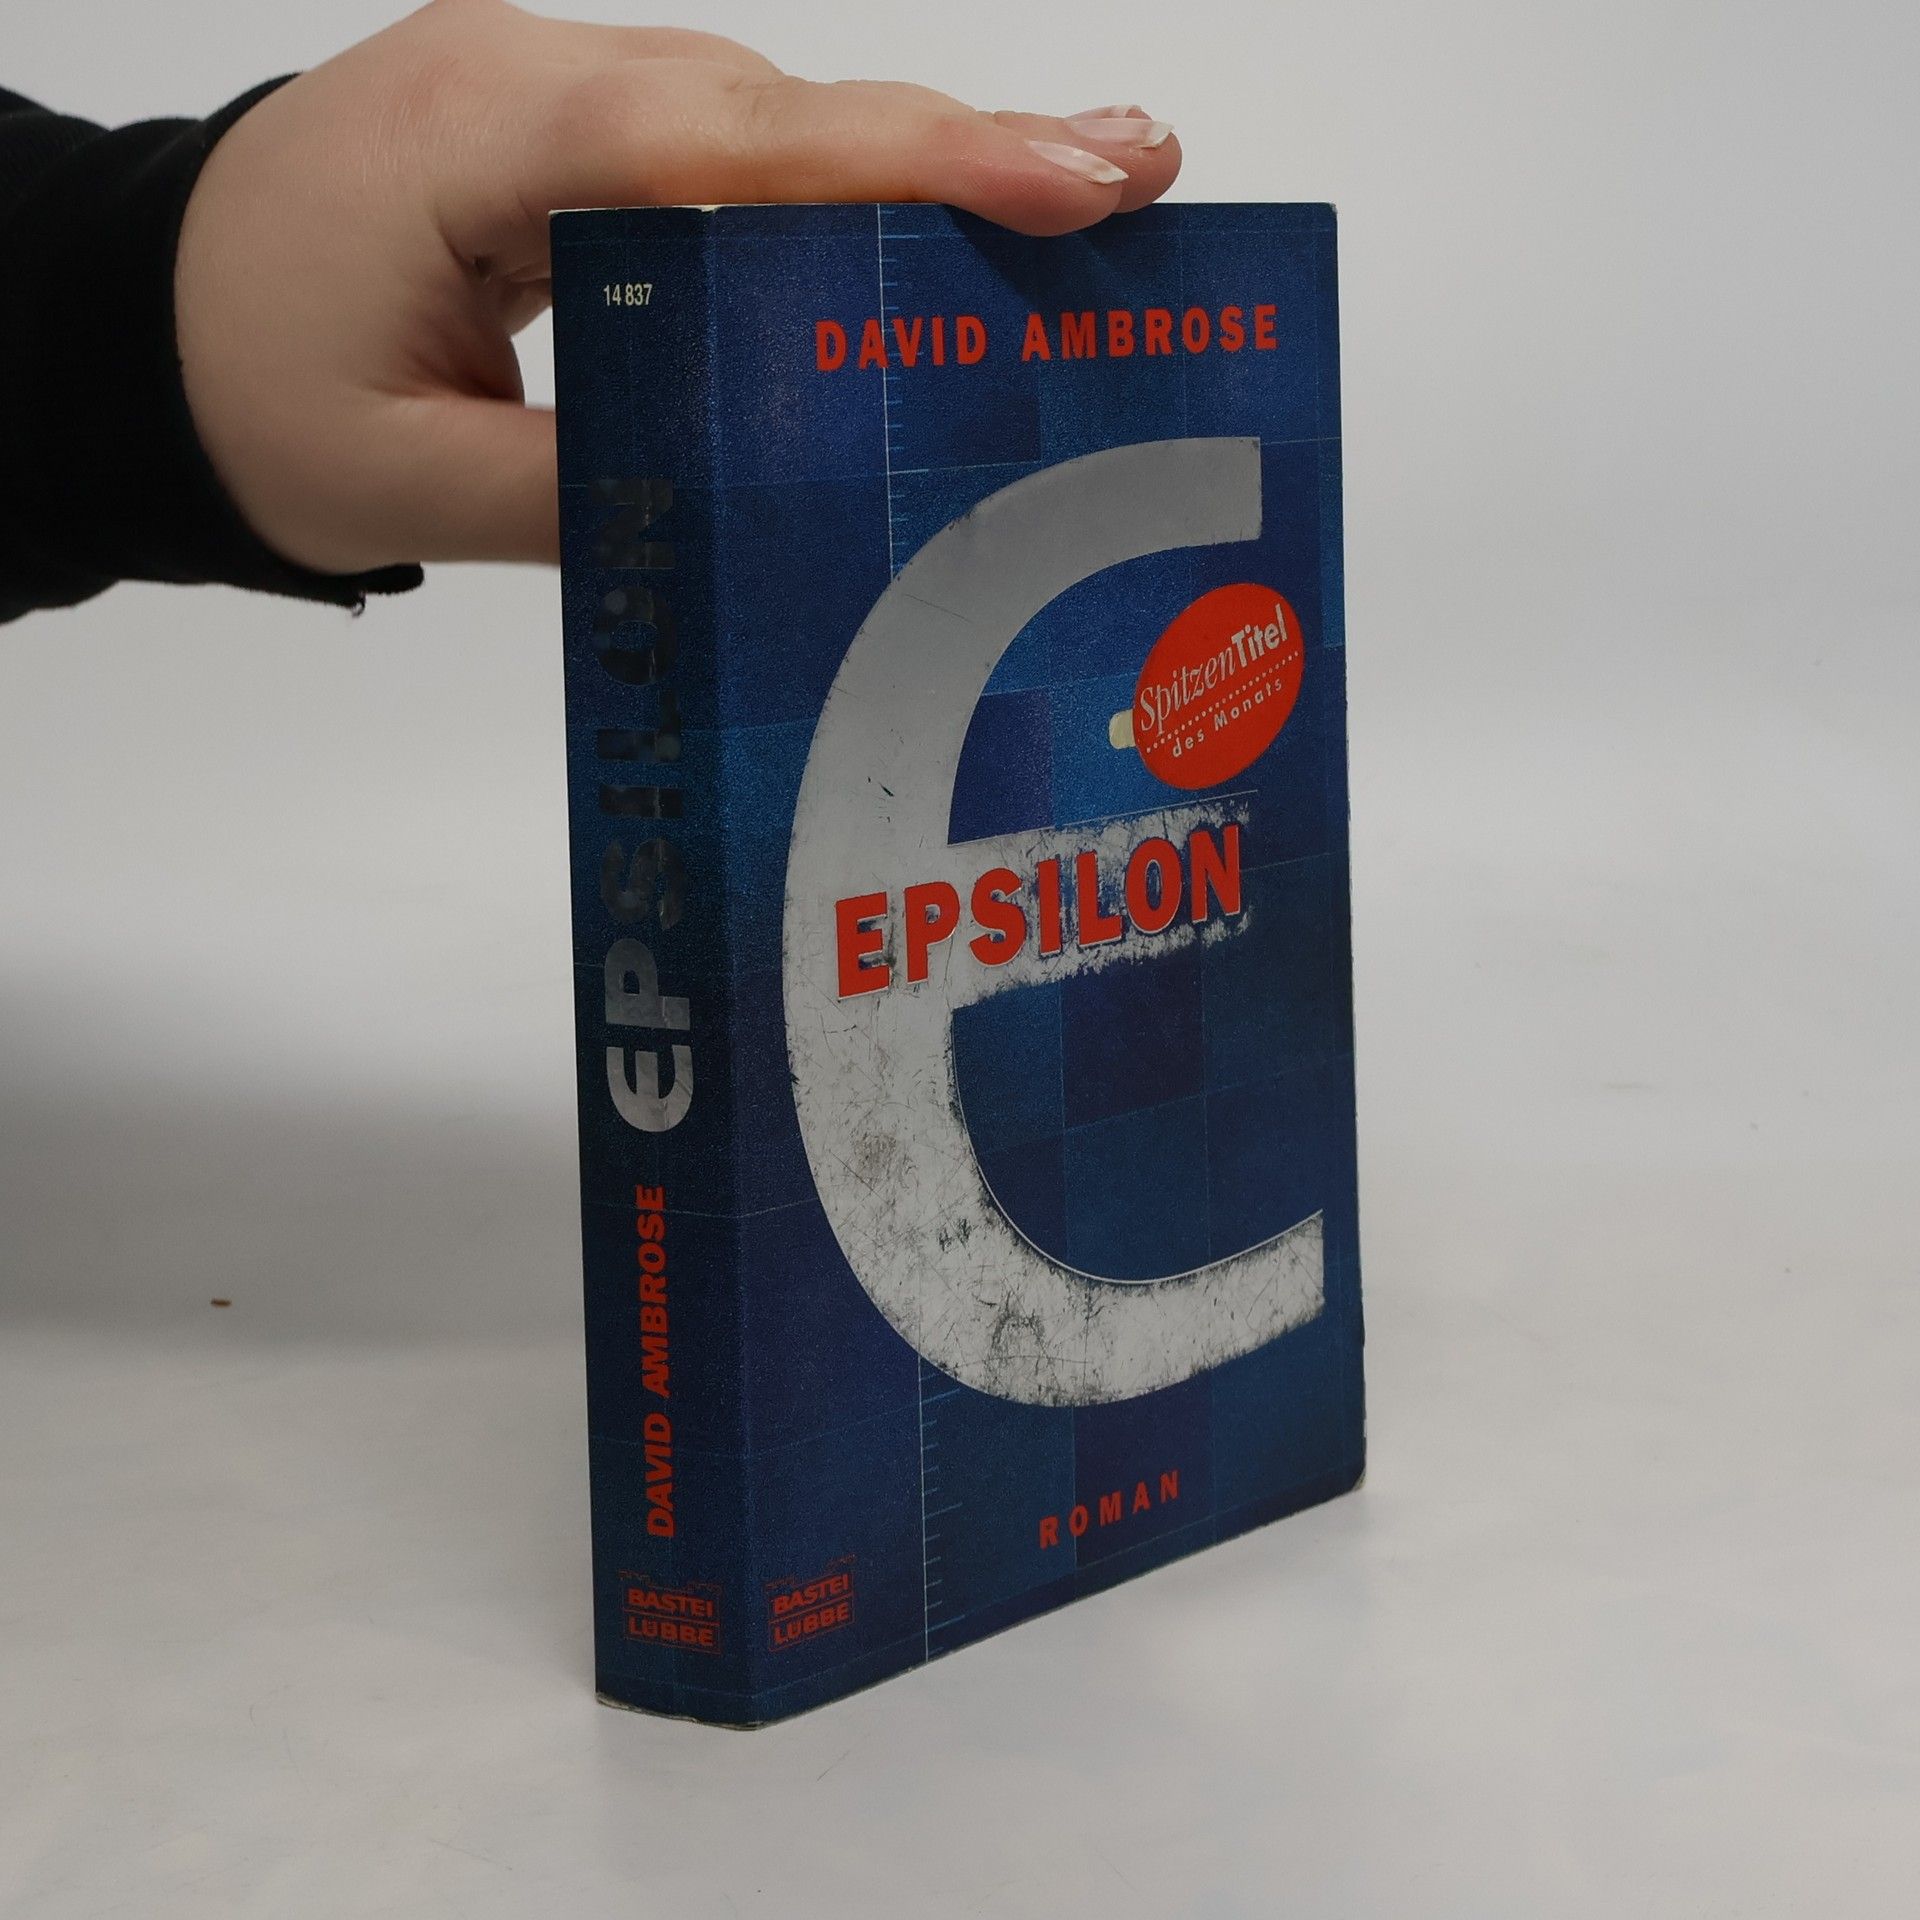 14 837
EPSILON
DAVID AMBROSE
BASTEI
LÜBBE
DAVID AMBROSE
SpitzenTitel
des Monats
EPSILON
ROMAN
BASTEI
LÜBBE